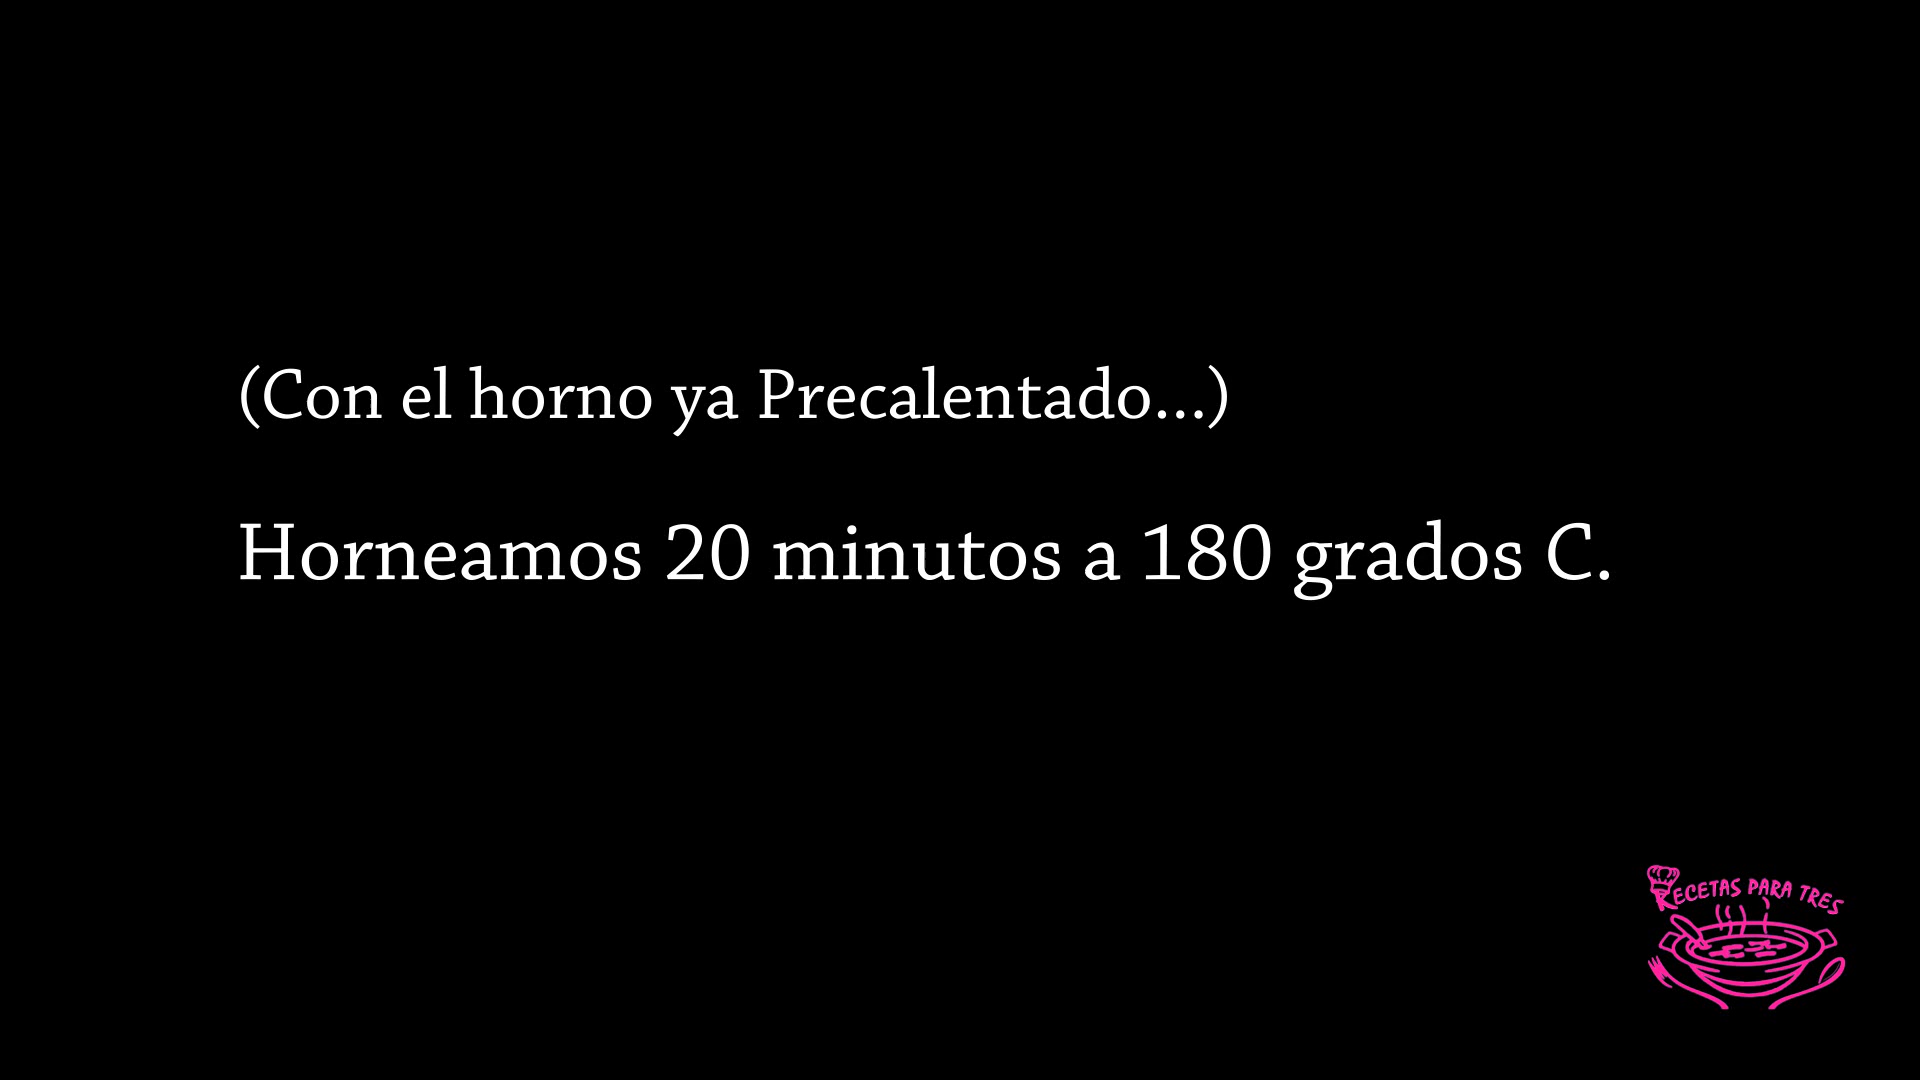 (Con el horno ya Precalentado...)
Horneamos 20 minutos a 180 grados C.
RECETAS PARA TRES